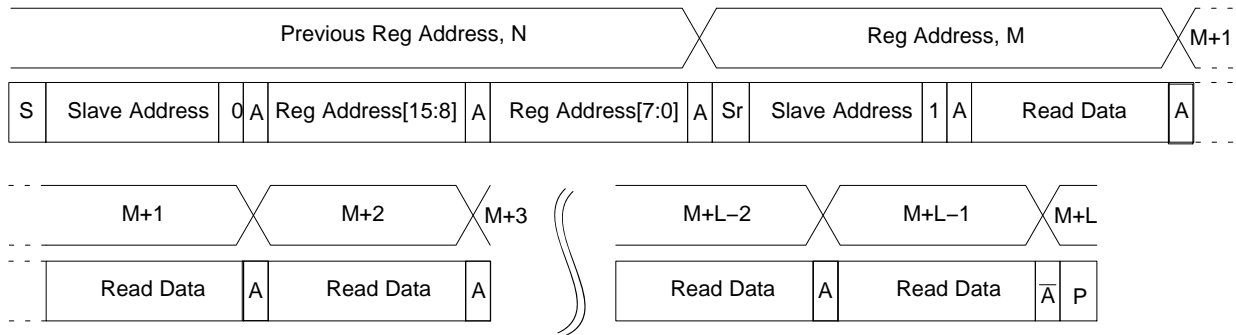 Previous Reg Address, N Reg Address, M M+1
S Slave Address 0 A Reg Address[15:8] A Reg Address[7:0] A Sr Slave Address 1 A Read Data A
M+1 M+2 M+3 M+L−2 M+L−1 M+L
Read Data A Read Data A Read Data A Read Data A̅ P